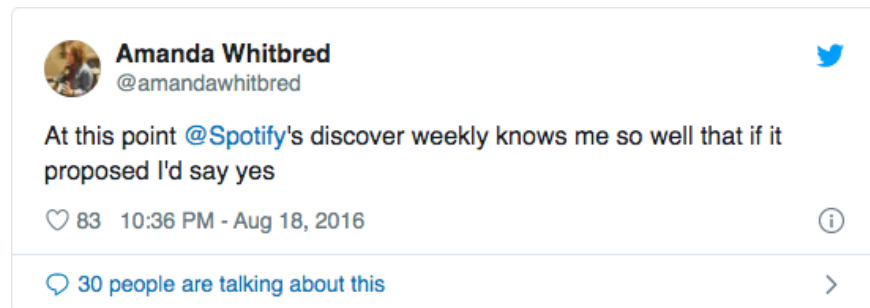 Amanda Whitbred
@amandawhitbred
At this point @Spotify's discover weekly knows me so well that if it
proposed I'd say yes
83 10:36 PM - Aug 18, 2016
30 people are talking about this